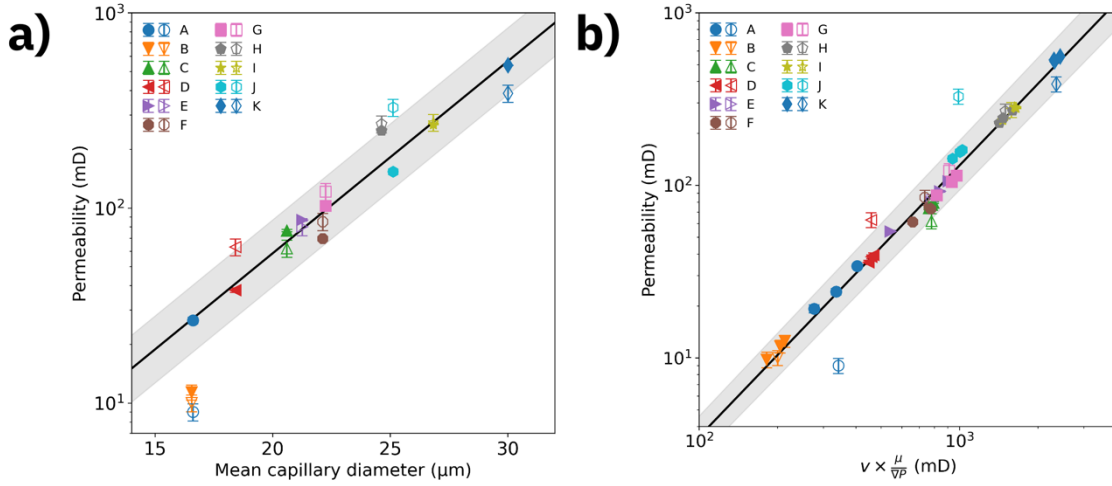 a)
10³
10²
10¹
Permeability (mD)
A
B
C
D
E
F
G
H
I
J
K
15
20
25
30
Mean capillary diameter (μm)
b)
10³
10²
10¹
Permeability (mD)
A
B
C
D
E
F
G
H
I
J
K
10²
10³
v × μ/∇P (mD)